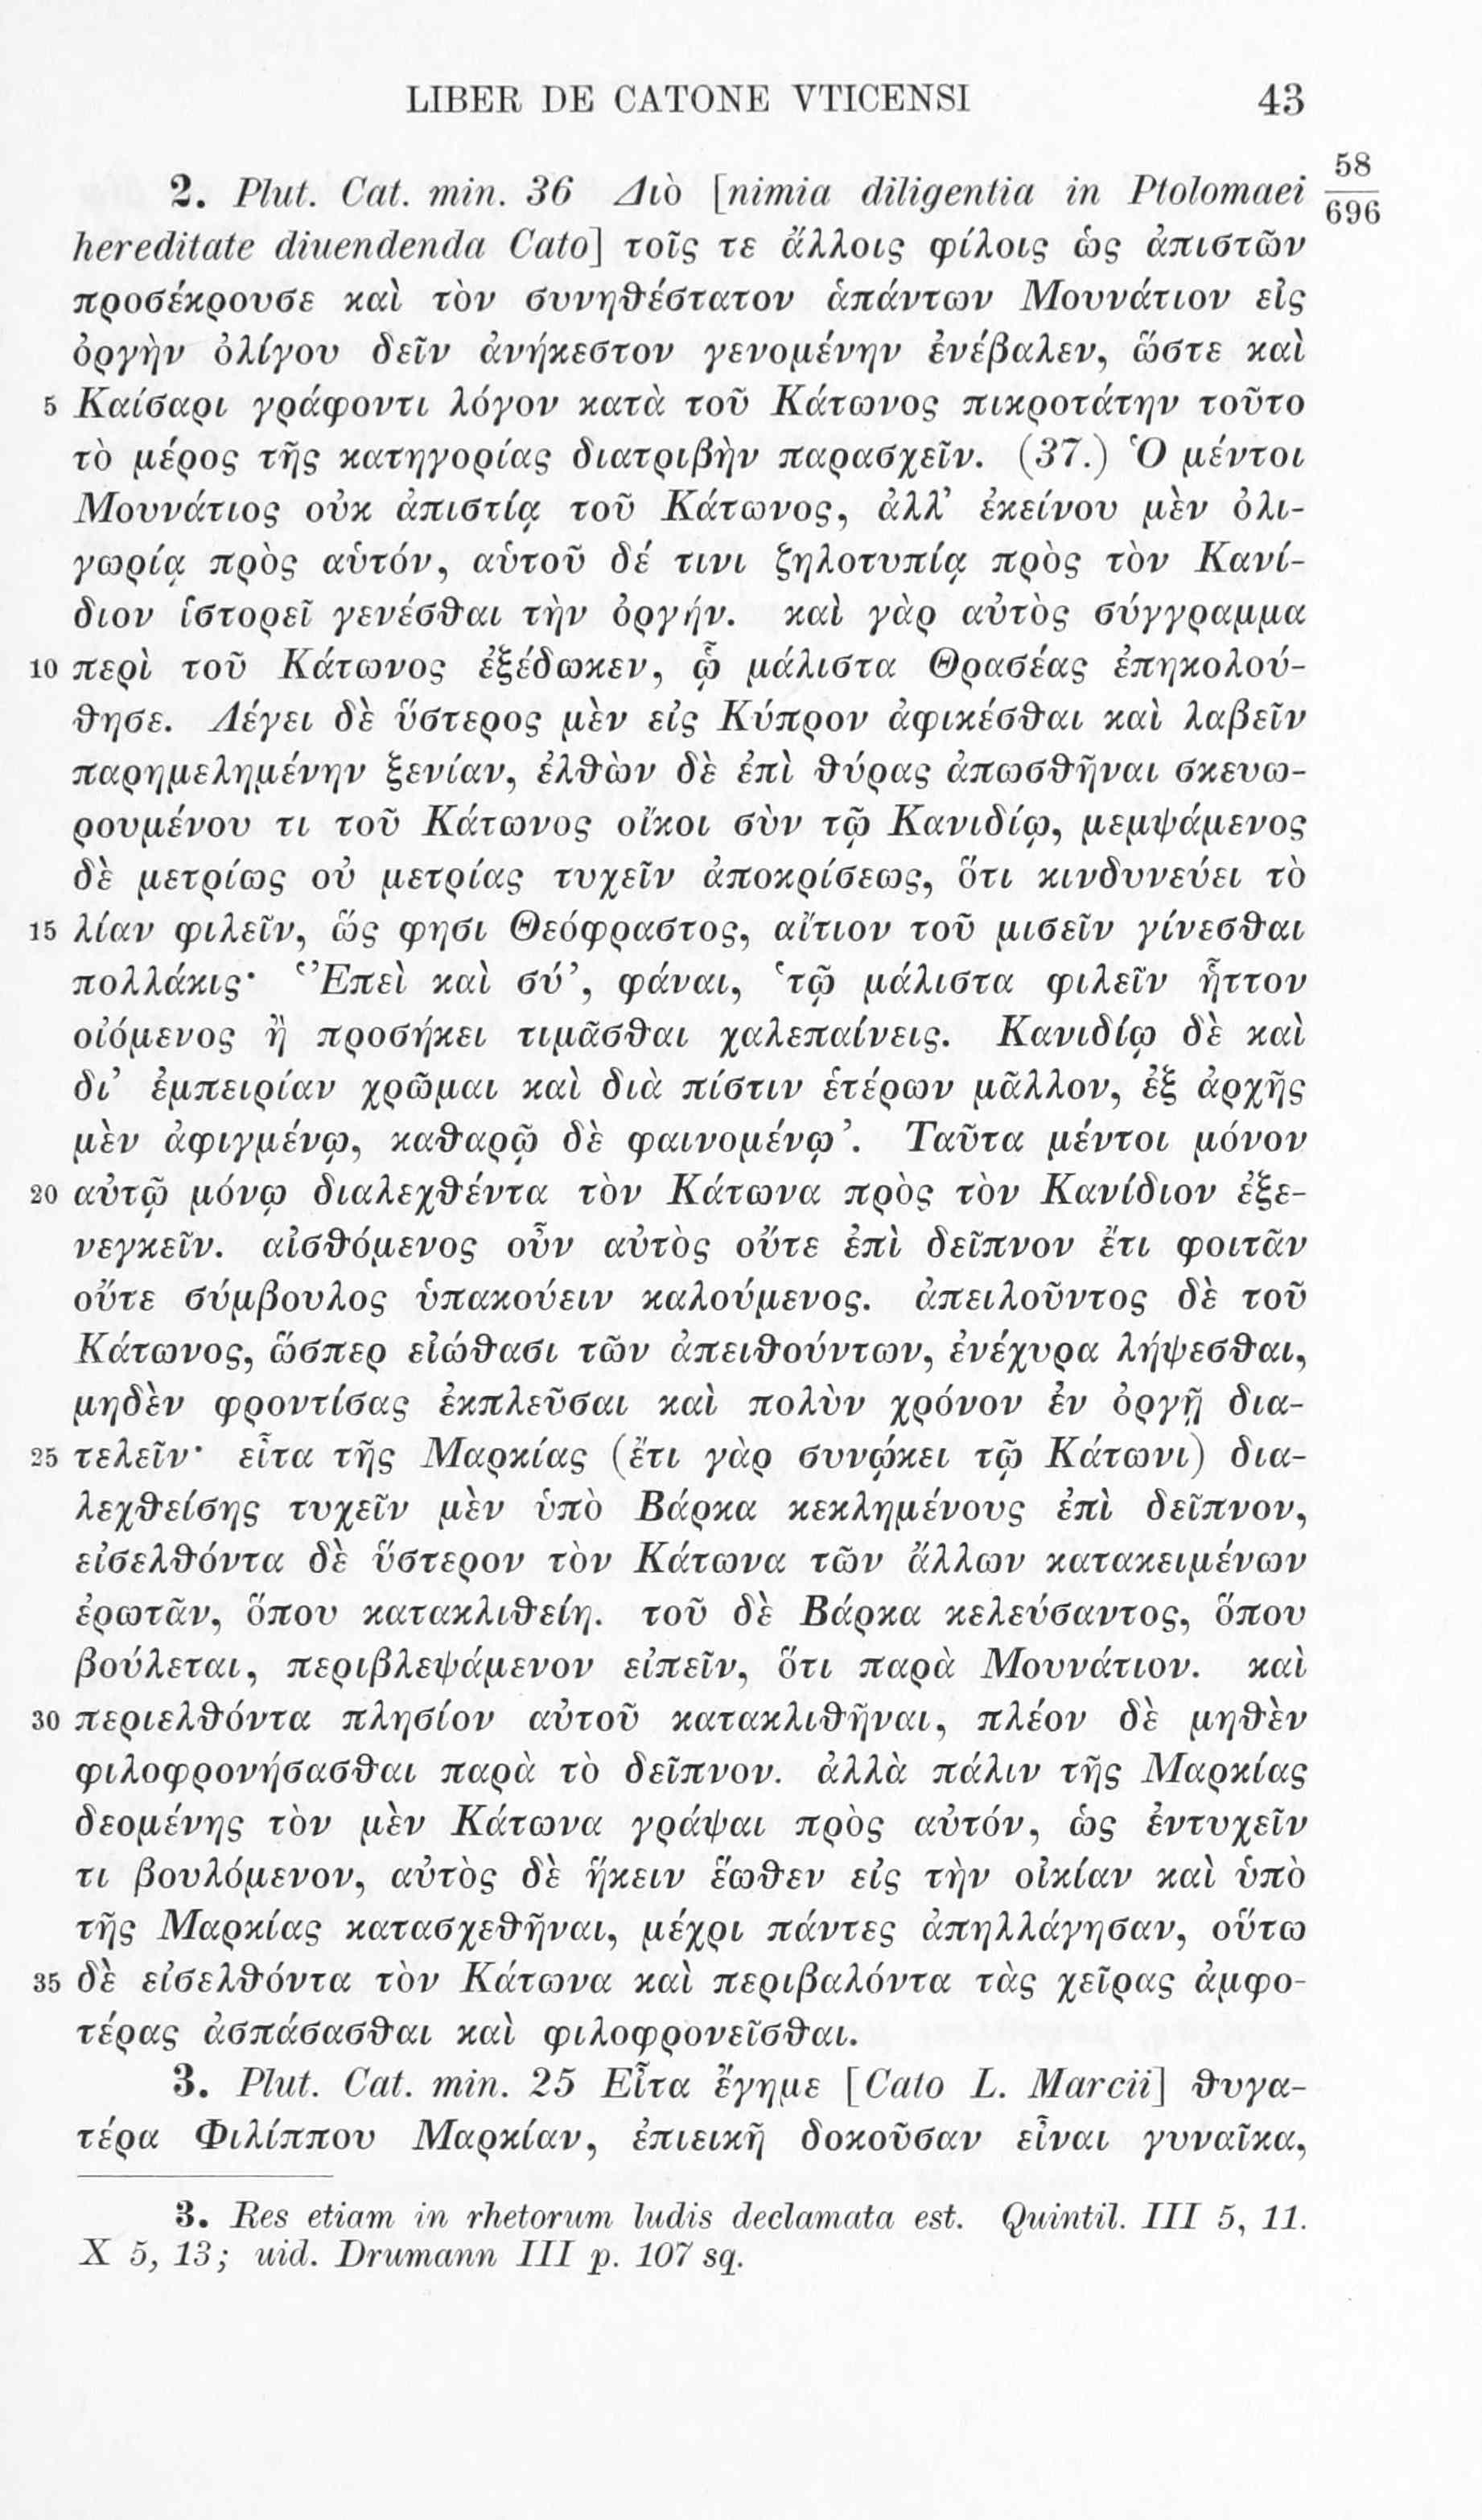 LIBER DE CATONE VTICENSI 43
58
696
2. Plut. Cat. min. 36 Διὸ [nimia diligentia in Ptolomaei
hereditate diuendenda Cato] τοῖς τε ἄλλοις φίλοις ὡς ἀπιστῶν
προσέκρουσε καὶ τὸν συνηθέστατον ἁπάντων Μουνάτιον εἰς
ὀργὴν ὀλίγου δεῖν ἀνήκεστον γενομένην ἐνέβαλεν, ὥστε καὶ
5 Καίσαρι γράφοντι λόγον κατὰ τοῦ Κάτωνος πικροτάτην τοῦτο
τὸ μέρος τῆς κατηγορίας διατριβὴν παρασχεῖν. (37.) Ὁ μέντοι
Μουνάτιος οὐκ ἀπιστίᾳ τοῦ Κάτωνος, ἀλλ’ ἐκείνου μὲν ὀλι-
γωρίᾳ πρὸς αὑτόν, αὑτοῦ δέ τινι ζηλοτυπίᾳ πρὸς τὸν Κανί-
διον ἱστορεῖ γενέσθαι τὴν ὀργήν. καὶ γὰρ αὐτὸς σύγγραμμα
10 περὶ τοῦ Κάτωνος ἐξέδωκεν, ᾧ μάλιστα Θρασέας ἐπηκολού-
θησε. Λέγει δὲ ὕστερος μὲν εἰς Κύπρον ἀφικέσθαι καὶ λαβεῖν
παρημελημένην ξενίαν, ἐλθὼν δὲ ἐπὶ θύρας ἀπωσθῆναι σκευω-
ρουμένου τι τοῦ Κάτωνος οἴκοι σὺν τῷ Κανιδίῳ, μεμψάμενος
δὲ μετρίως οὐ μετρίας τυχεῖν ἀποκρίσεως, ὅτι κινδυνεύει τὸ
15 λίαν φιλεῖν, ὥς φησι Θεόφραστος, αἴτιον τοῦ μισεῖν γίνεσθαι
πολλάκις· ‘Ἐπεὶ καὶ σύ’, φάναι, ‘τῷ μάλιστα φιλεῖν ἧττον
οἰόμενος ἢ προσήκει τιμᾶσθαι χαλεπαίνεις. Κανιδίῳ δὲ καὶ
δι’ ἐμπειρίαν χρῶμαι καὶ διὰ πίστιν ἑτέρων μᾶλλον, ἐξ ἀρχῆς
μὲν ἀφιγμένῳ, καθαρῷ δὲ φαινομένῳ’. Ταῦτα μέντοι μόνον
20 αὐτῷ μόνῳ διαλεχθέντα τὸν Κάτωνα πρὸς τὸν Κανίδιον ἐξε-
νεγκεῖν. αἰσθόμενος οὖν αὐτὸς οὔτε ἐπὶ δεῖπνον ἔτι φοιτᾶν
οὔτε σύμβουλος ὑπακούειν καλούμενος. ἀπειλοῦντος δὲ τοῦ
Κάτωνος, ὥσπερ εἰώθασι τῶν ἀπειθούντων, ἐνέχυρα λήψεσθαι,
μηδὲν φροντίσας ἐκπλεῦσαι καὶ πολὺν χρόνον ἐν ὀργῇ δια-
25 τελεῖν· εἶτα τῆς Μαρκίας (ἔτι γὰρ συνῴκει τῷ Κάτωνι) δια-
λεχθείσης τυχεῖν μὲν ὑπὸ Βάρκα κεκλημένους ἐπὶ δεῖπνον,
εἰσελθόντα δὲ ὕστερον τὸν Κάτωνα τῶν ἄλλων κατακειμένων
ἐρωτᾶν, ὅπου κατακλιθείη. τοῦ δὲ Βάρκα κελεύσαντος, ὅπου
βούλεται, περιβλεψάμενον εἰπεῖν, ὅτι παρὰ Μουνάτιον. καὶ
30 περιελθόντα πλησίον αὐτοῦ κατακλιθῆναι, πλέον δὲ μηθὲν
φιλοφρονήσασθαι παρὰ τὸ δεῖπνον. ἀλλὰ πάλιν τῆς Μαρκίας
δεομένης τὸν μὲν Κάτωνα γράψαι πρὸς αὐτόν, ὡς ἐντυχεῖν
τι βουλόμενον, αὐτὸς δὲ ἥκειν ἕωθεν εἰς τὴν οἰκίαν καὶ ὑπὸ
τῆς Μαρκίας κατασχεθῆναι, μέχρι πάντες ἀπηλλάγησαν, οὕτω
35 δὲ εἰσελθόντα τὸν Κάτωνα καὶ περιβαλόντα τὰς χεῖρας ἀμφο-
τέρας ἀσπάσασθαι καὶ φιλοφρονεῖσθαι.
3. Plut. Cat. min. 25 Εἶτα ἔγημε [Cato L. Marcii] θυγα-
τέρα Φιλίππου Μαρκίαν, ἐπιεικῆ δοκοῦσαν εἶναι γυναῖκα,
3. Res etiam in rhetorum ludis declamata est. Quintil. III 5, 11.
X 5, 13; uid. Drumann III p. 107 sq.